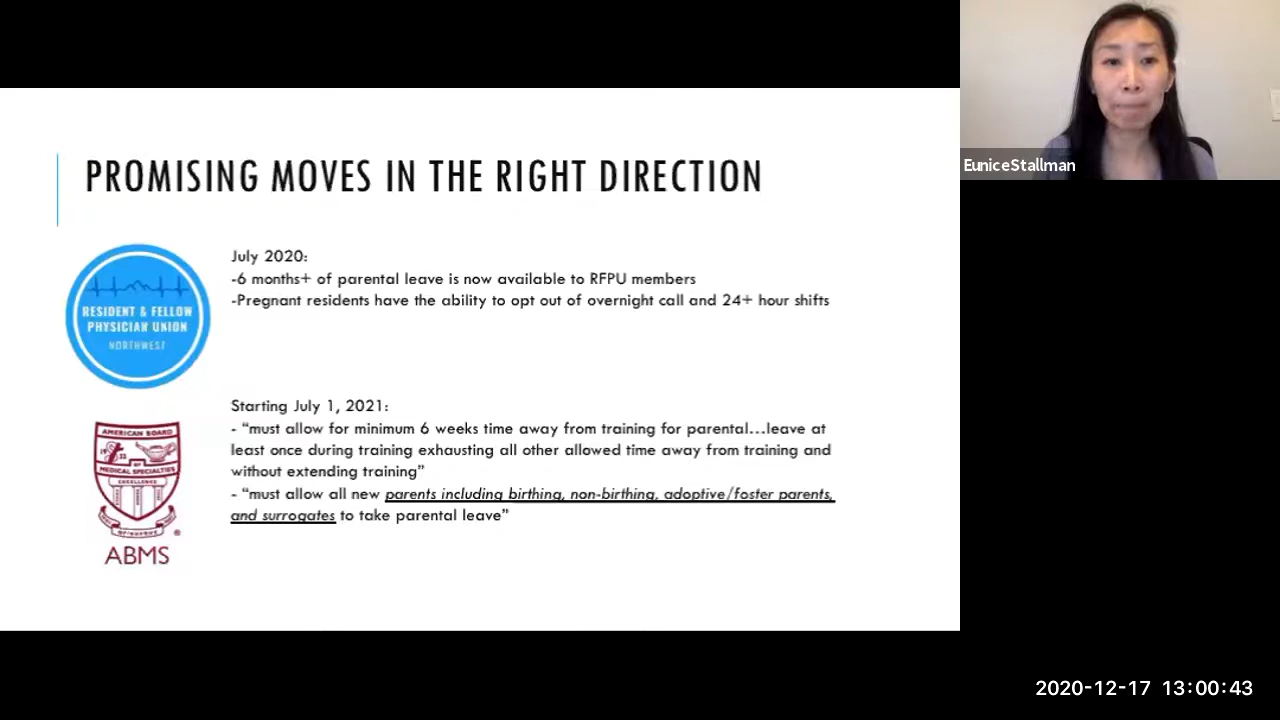 PROMISING MOVES IN THE RIGHT DIRECTION
EuniceStallman
RESIDENT & FELLOW
PHYSICIAN UNION
NORTHWEST
July 2020:
-6 months+ of parental leave is now available to RFPU members
-Pregnant residents have the ability to opt out of overnight call and 24+ hour shifts
AMERICAN BOARD
OF
MEDICAL SPECIALTIES
EXCELLENCE
ABMS
Starting July 1, 2021:
- “must allow for minimum 6 weeks time away from training for parental…leave at
least once during training exhausting all other allowed time away from training and
without extending training”
- “must allow all new parents including birthing, non-birthing, adoptive/foster parents,
and surrogates to take parental leave”
2020-12-17 13:00:43